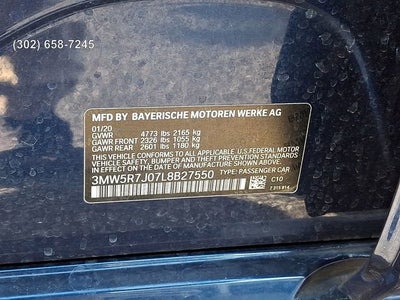 (302) 658-7245
MFD BY BAYERISCHE MOTOREN WERKE AG
01/20
GVWR 4773 lbs 2165 kg
GAWR FRONT 2326 lbs 1055 kg
GAWR REAR 2601 lbs 1180 kg
THIS VEHICLE CONFORMS TO ALL APPLICABLE FEDERAL MOTOR
VEHICLE SAFETY, BUMPER AND THEFT PREVENTION STANDARDS
IN EFFECT ON THE DATE OF MANUFACTURE SHOWN ABOVE.
3MW5R7J07L8B27550 TYPE: PASSENGER CAR
C10